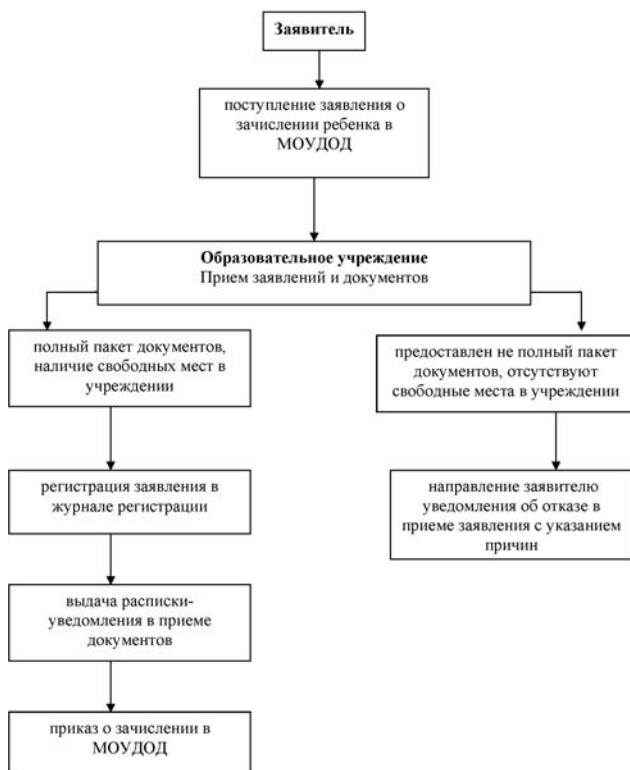 Заявитель
поступление заявления о
зачислении ребенка в
МОУДОД
Образовательное учреждение
Прием заявлений и документов
полный пакет документов,
наличие свободных мест в
учреждении
предоставлен не полный пакет
документов, отсутствуют
свободные места в учреждении
регистрация заявления в
журнале регистрации
направление заявителю
уведомления об отказе в
приеме заявления с указанием
причин
выдача расписки-
уведомления в приеме
документов
приказ о зачислении в
МОУДОД